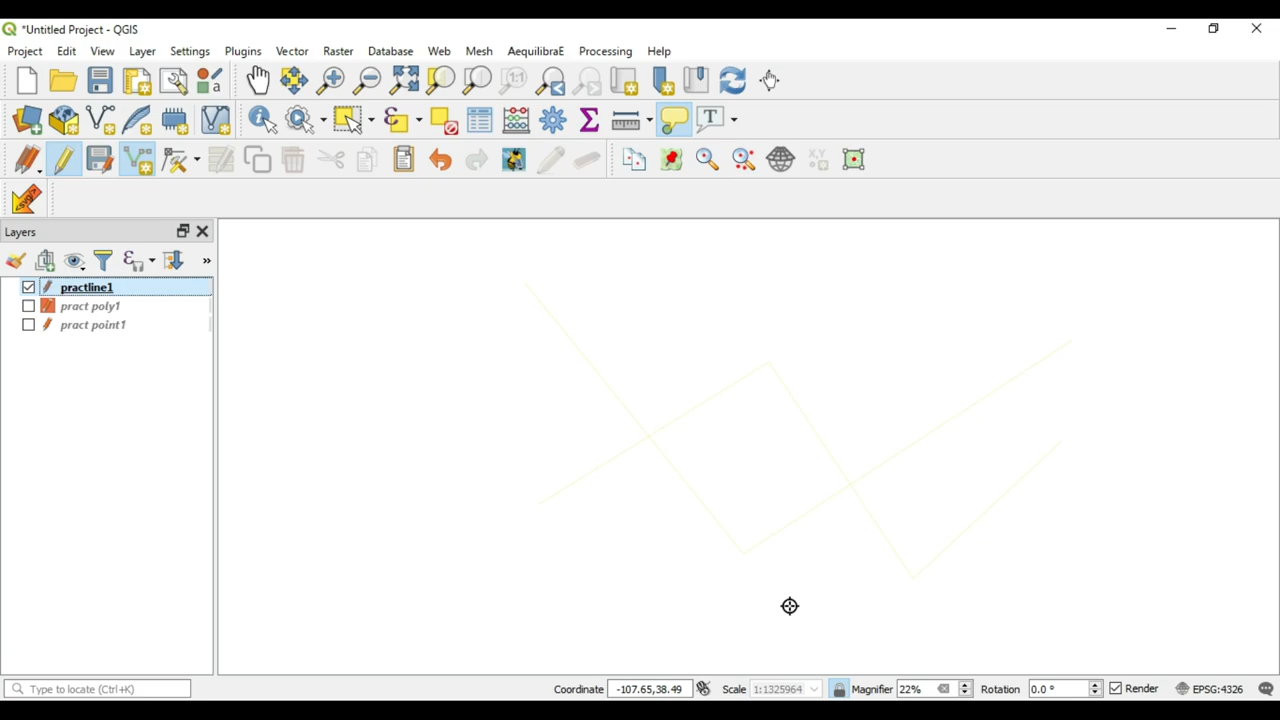 *Untitled Project - QGIS
Project Edit View Layer Settings Plugins Vector Raster Database Web Mesh AequilibraE Processing Help
Layers
practline1
pract poly1
pract point1
Type to locate (Ctrl+K) Coordinate -107.65,38.49 Scale 1:1325964 Magnifier 22% Rotation 0.0 ° Render EPSG:4326